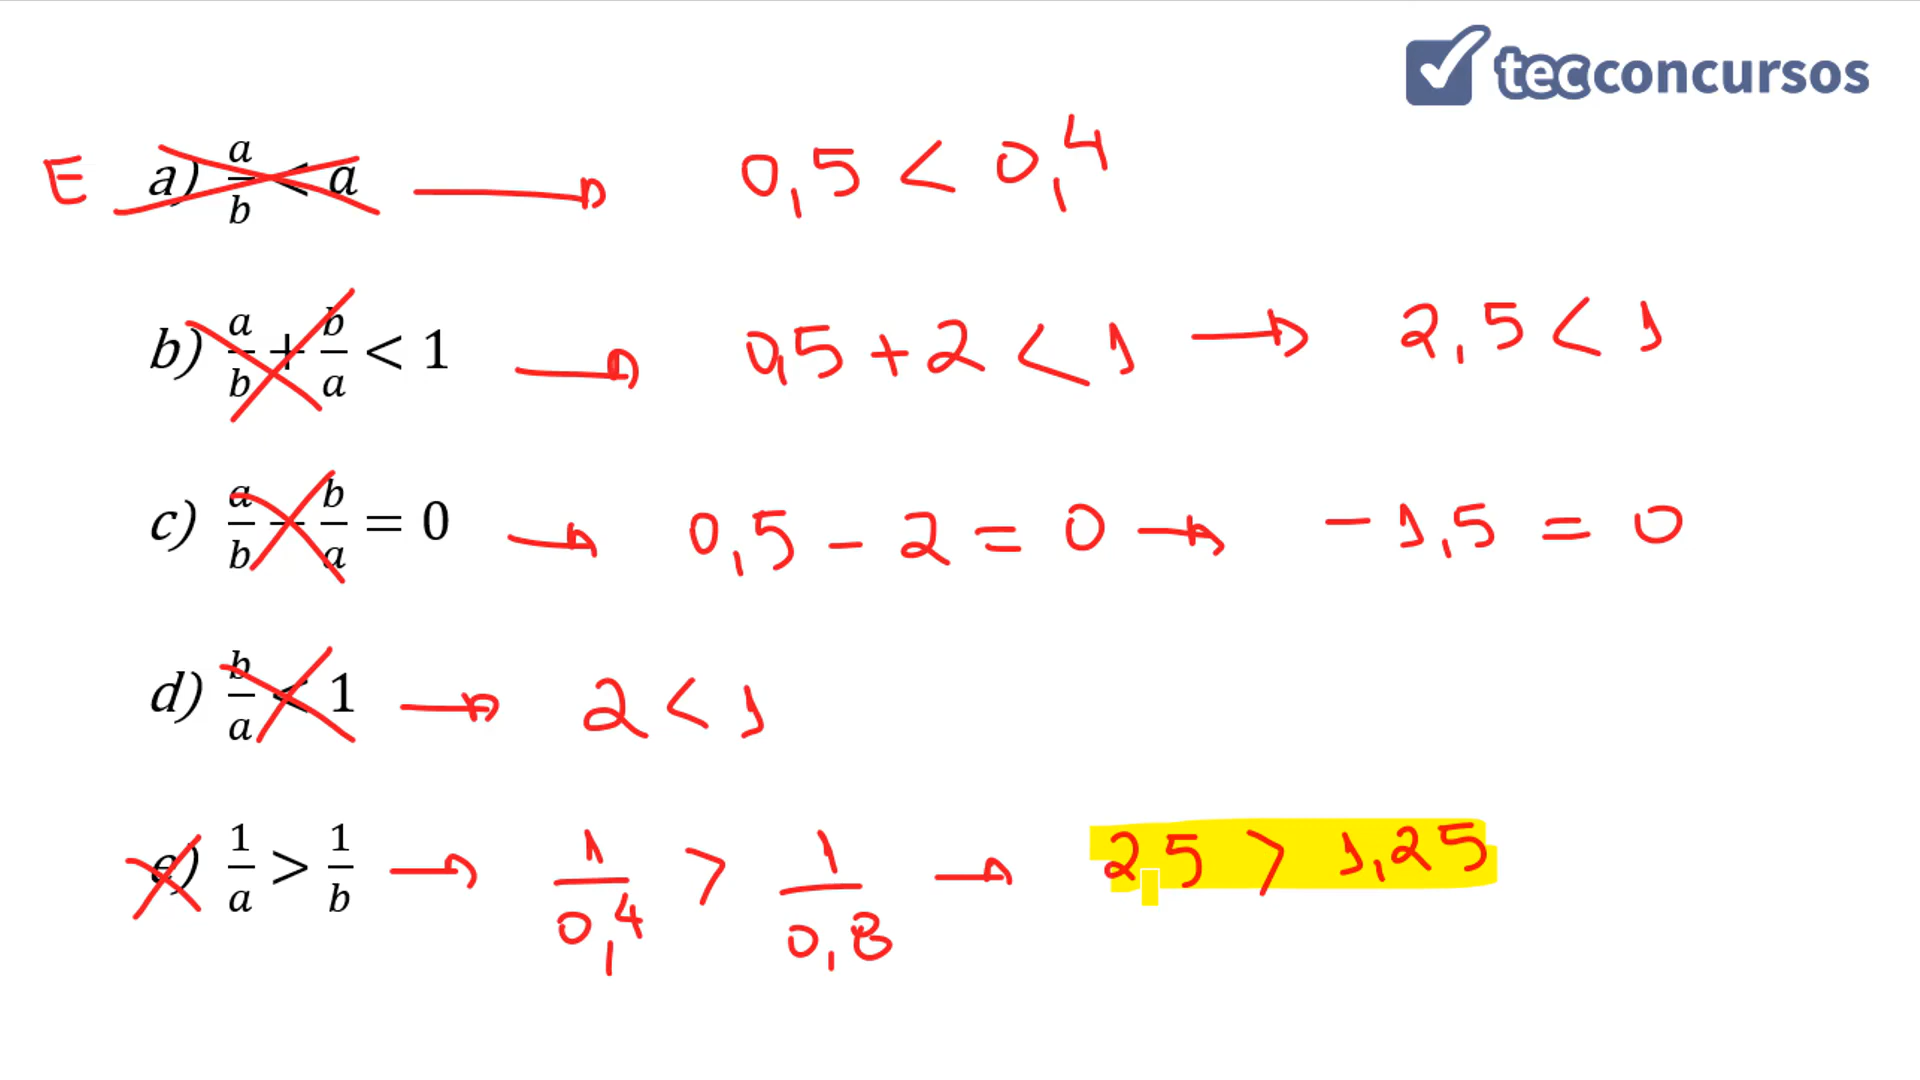 tecconcursos
E a) a/b < a → 0,5 < 0,4
b) a/b + b/a < 1 → 0,5 + 2 < 1 → 2,5 < 1
c) a/b - b/a = 0 → 0,5 - 2 = 0 → -1,5 = 0
d) b/a < 1 → 2 < 1
e) 1/a > 1/b → 1/0,4 > 1/0,8 → 2,5 > 1,25